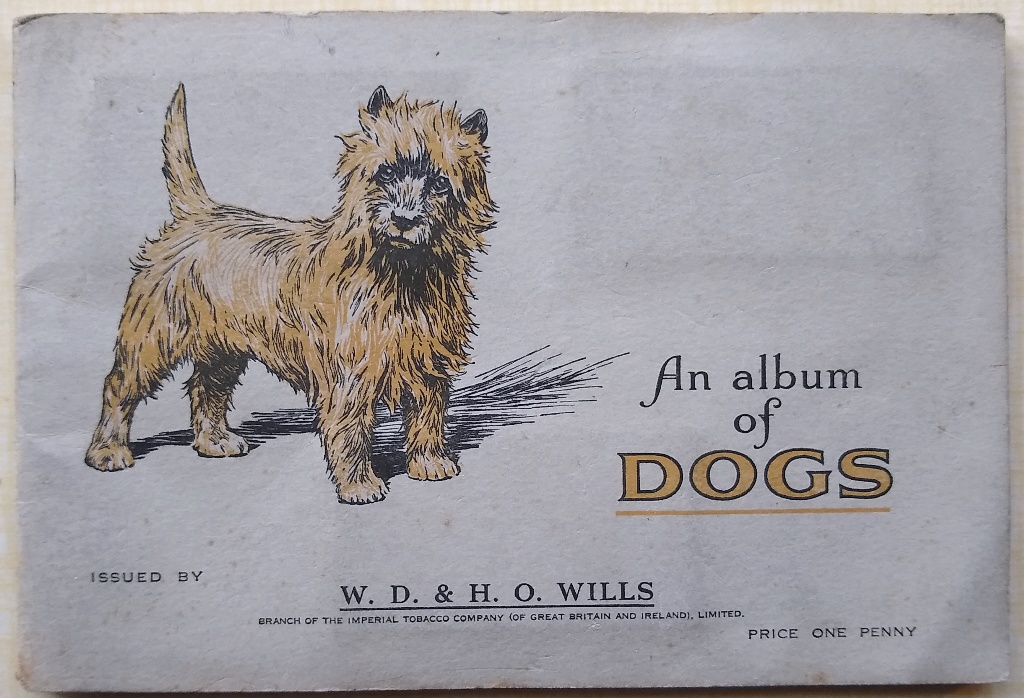 An album
of
DOGS
ISSUED BY
W. D. & H. O. WILLS
BRANCH OF THE IMPERIAL TOBACCO COMPANY (OF GREAT BRITAIN AND IRELAND), LIMITED.
PRICE ONE PENNY